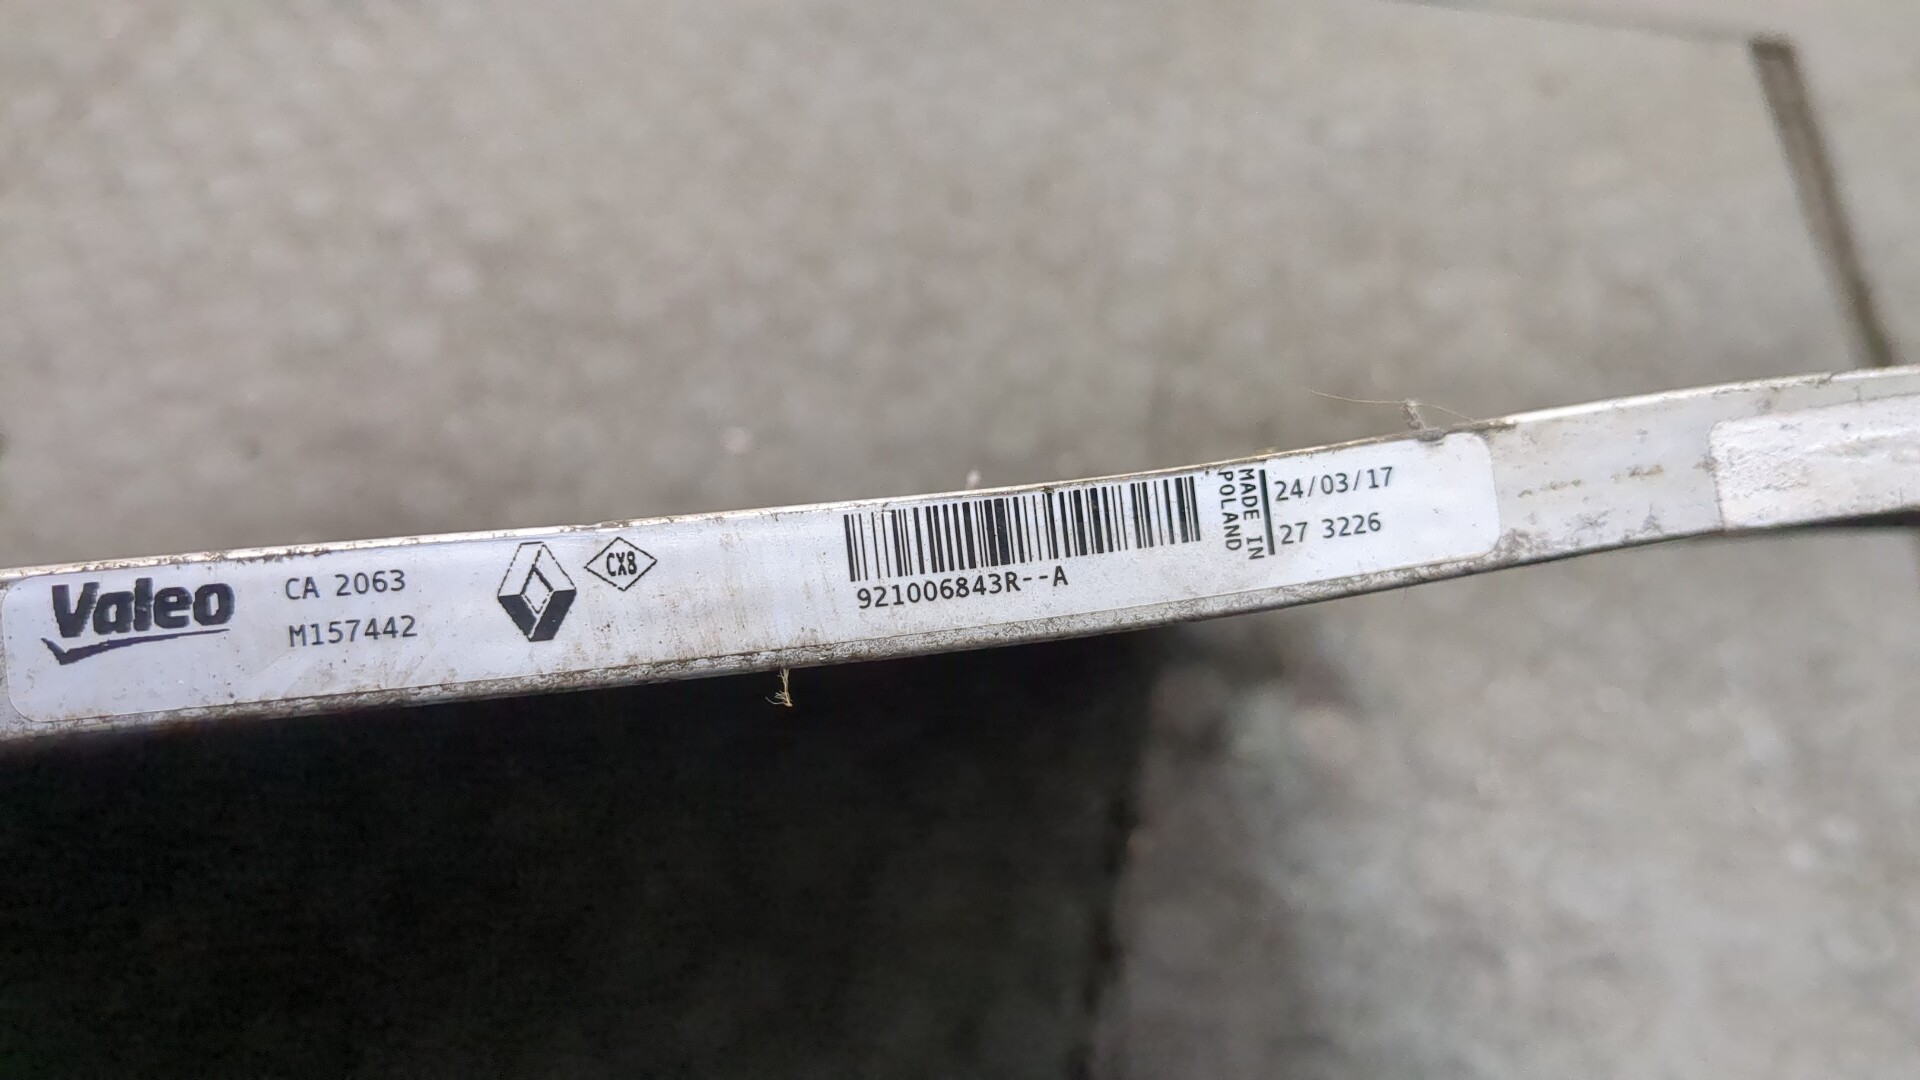 Valeo
CA 2063
M157442
CX8
921006843R--A
MADE IN
POLAND
24/03/17
27 3226